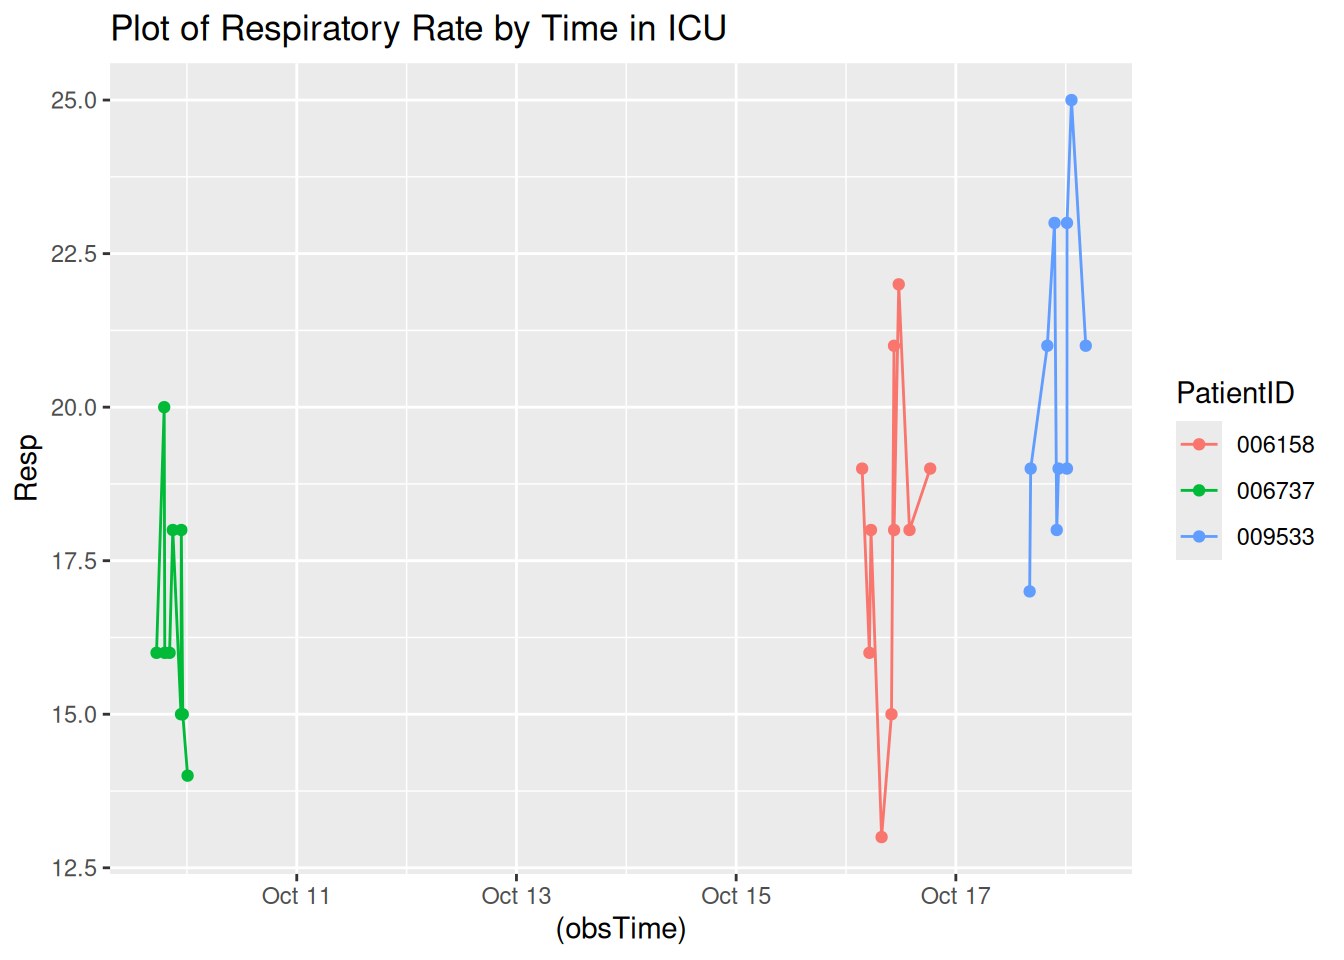 Plot of Respiratory Rate by Time in ICU
25.0
22.5
20.0
17.5
15.0
12.5
Resp
Oct 11 Oct 13 Oct 15 Oct 17
(obsTime)
PatientID
006158
006737
009533